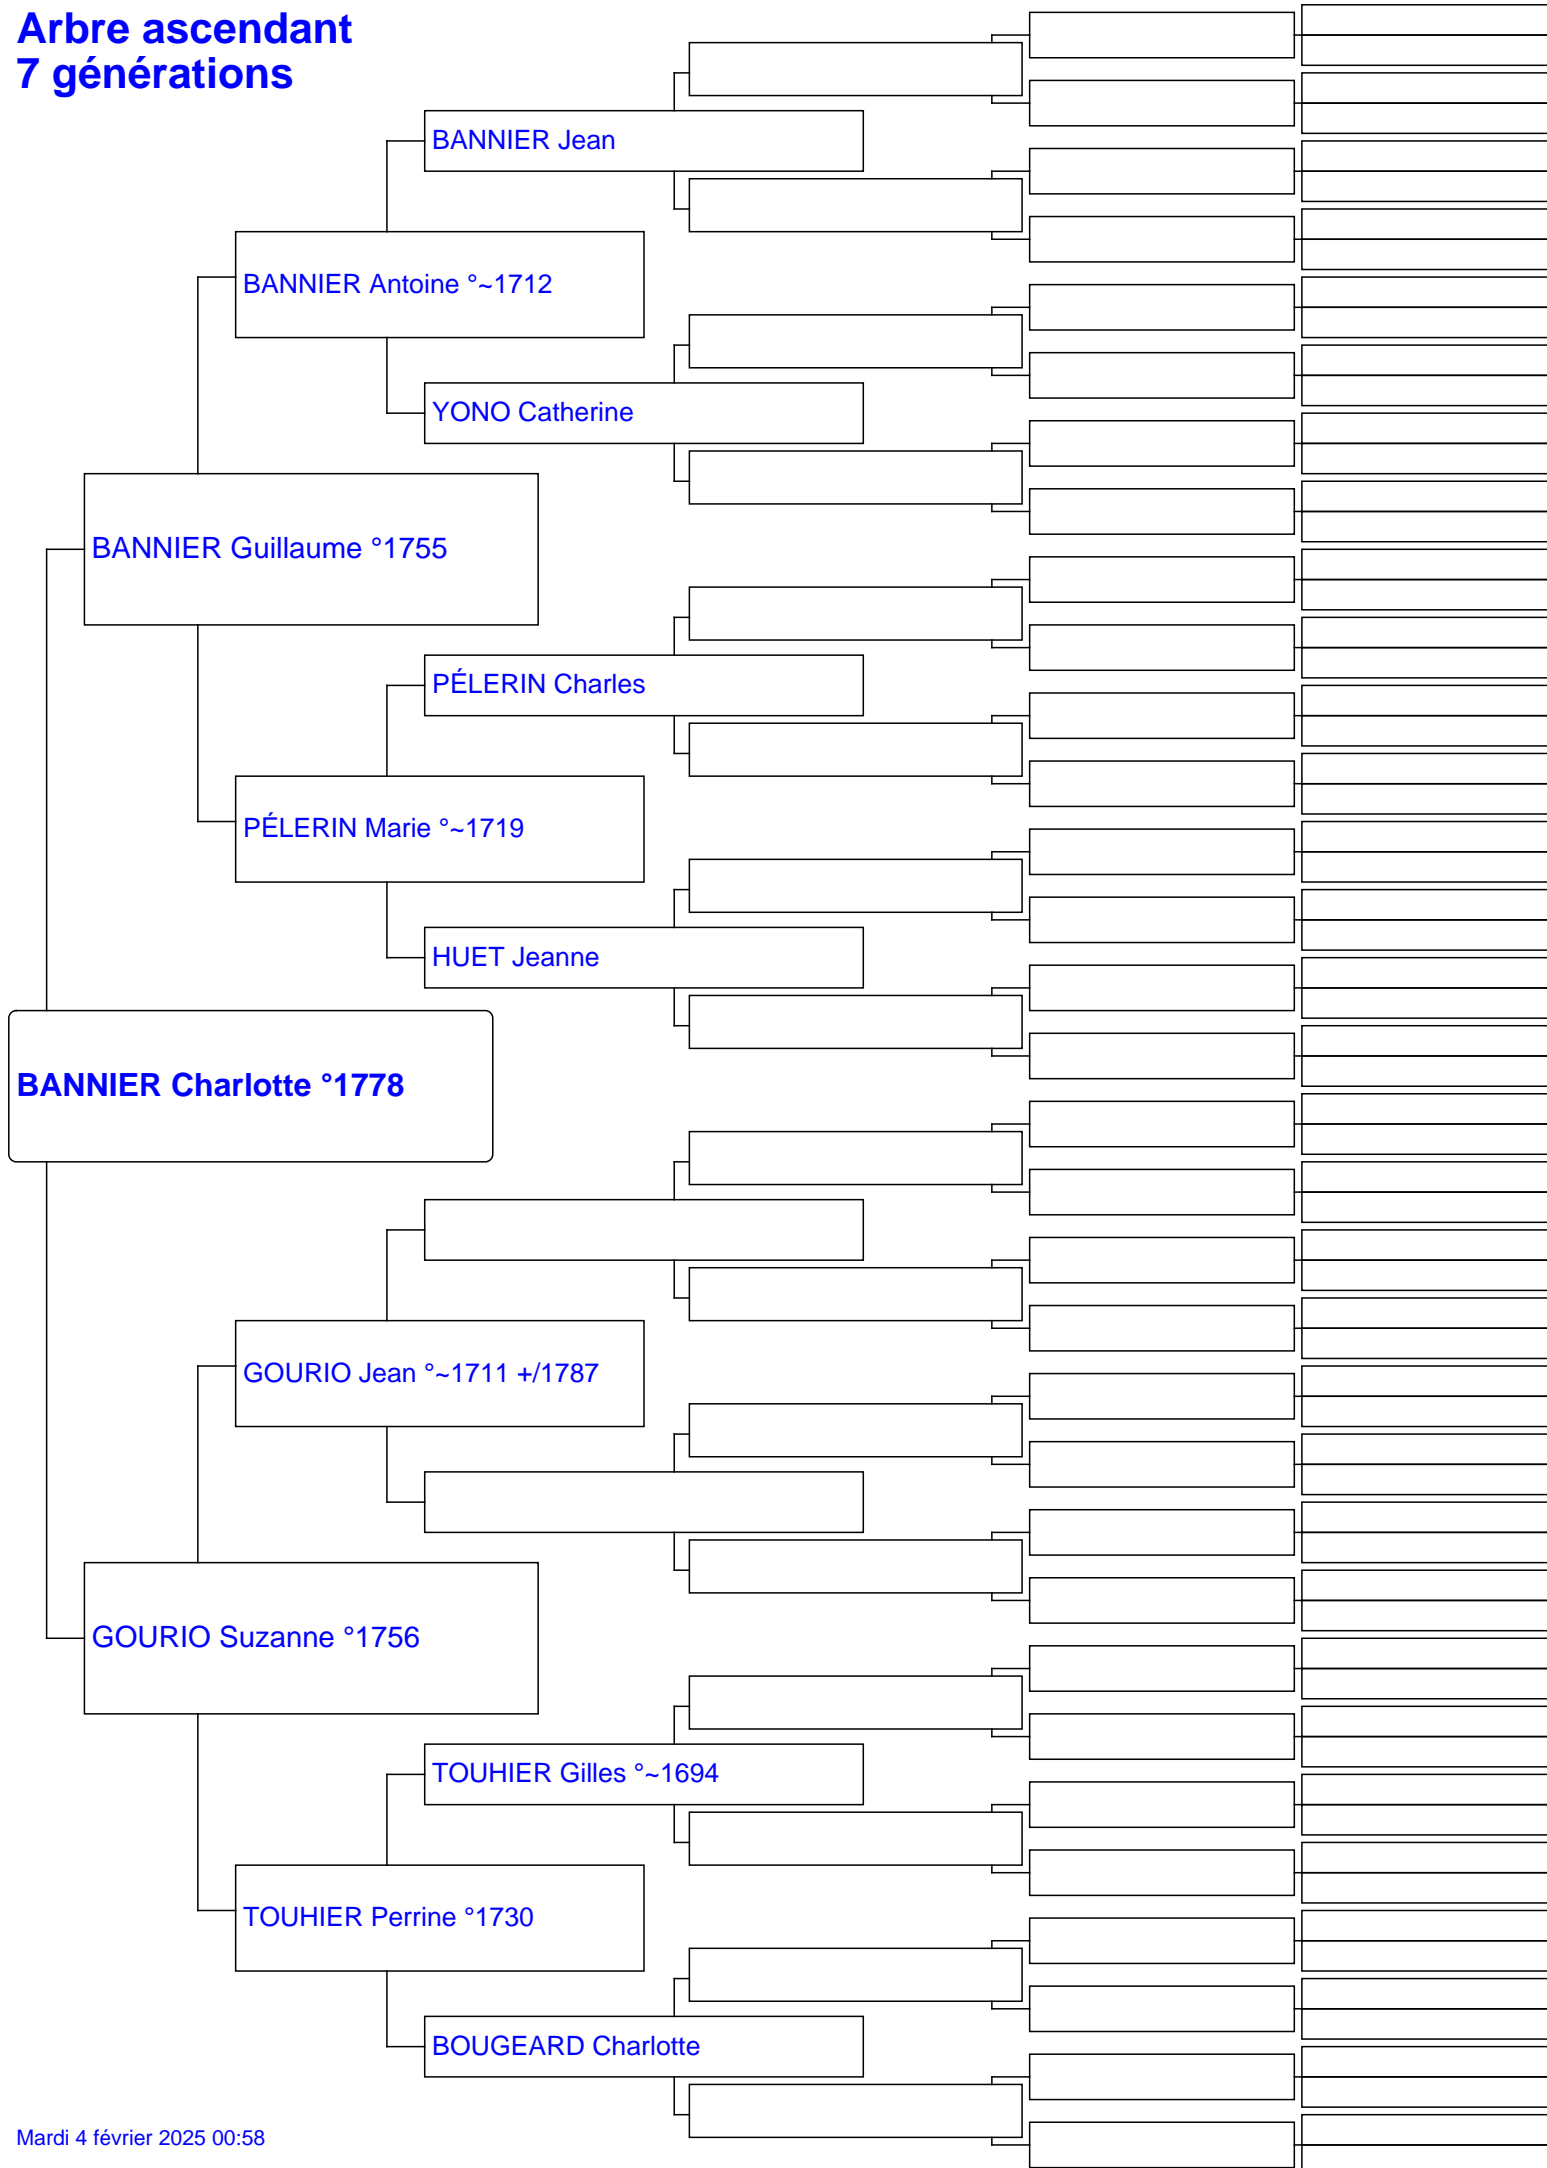 Arbre ascendant
7 générations
BANNIER Jean
BANNIER Antoine °~1712
YONO Catherine
BANNIER Guillaume °1755
PÉLERIN Charles
PÉLERIN Marie °~1719
HUET Jeanne
BANNIER Charlotte °1778
GOURIO Jean °~1711 +/1787
GOURIO Suzanne °1756
TOUHIER Gilles °~1694
TOUHIER Perrine °1730
BOUGEARD Charlotte
Mardi 4 février 2025 00:58